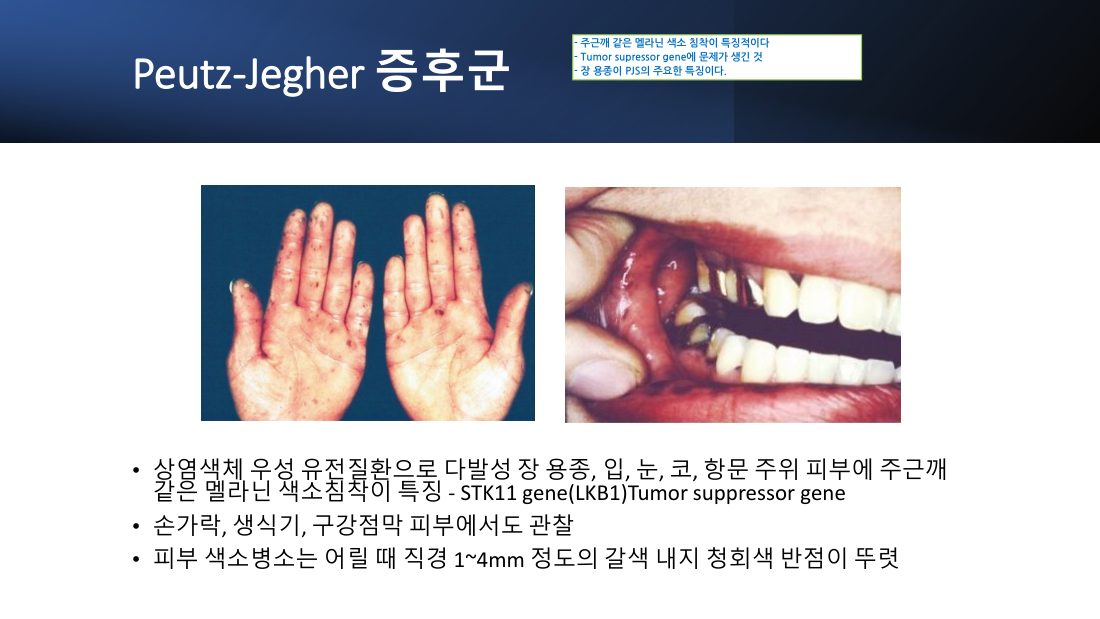 Peutz-Jegher 증후군
- 주근깨 같은 멜라닌 색소 침착이 특징적이다
- Tumor supressor gene에 문제가 생긴 것
- 장 용종이 PJS의 주요한 특징이다.
• 상염색체 우성 유전질환으로 다발성 장 용종, 입, 눈, 코, 항문 주위 피부에 주근깨
같은 멜라닌 색소침착이 특징 - STK11 gene(LKB1)Tumor suppressor gene
• 손가락, 생식기, 구강점막 피부에서도 관찰
• 피부 색소병소는 어릴 때 직경 1~4mm 정도의 갈색 내지 청회색 반점이 뚜렷